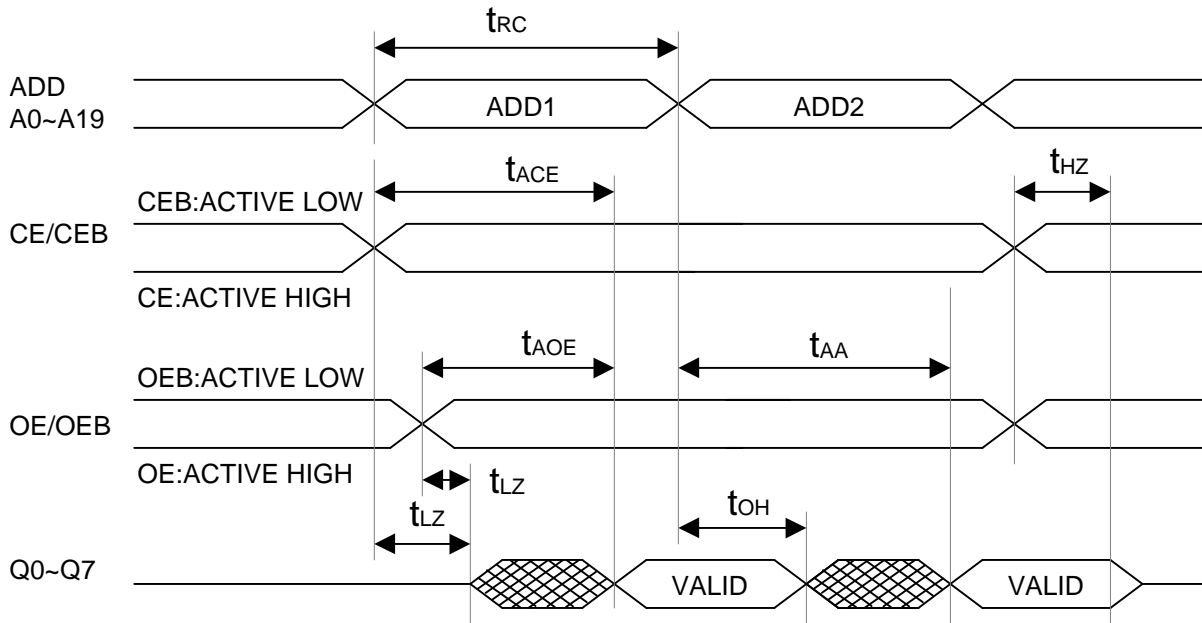 tRC
ADD
A0~A19
ADD1
ADD2
tACE
tHZ
CEB:ACTIVE LOW
CE/CEB
CE:ACTIVE HIGH
tAOE
tAA
OEB:ACTIVE LOW
OE/OEB
OE:ACTIVE HIGH
tLZ
tLZ
tOH
Q0~Q7
VALID
VALID